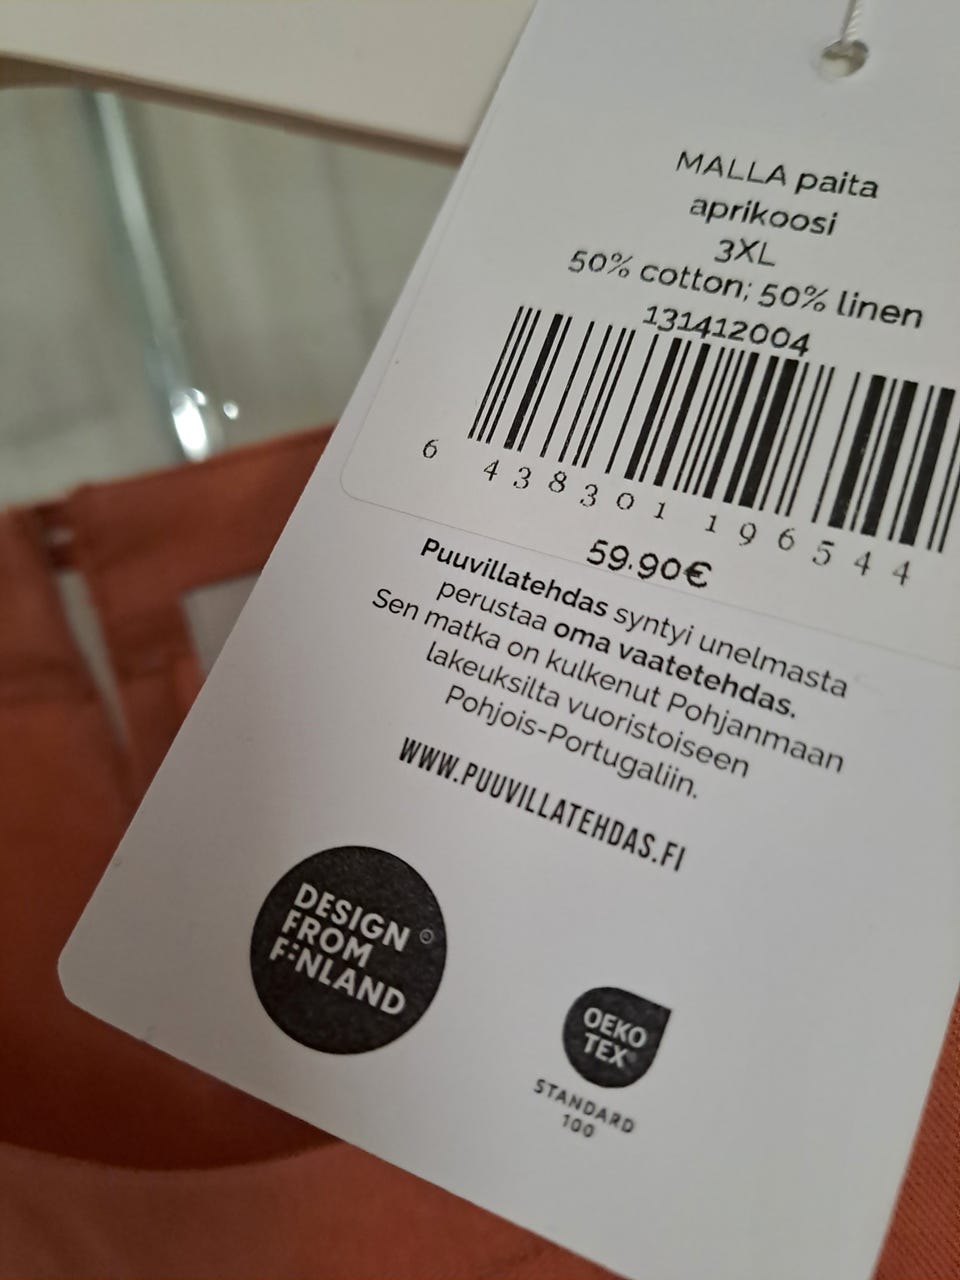 MALLA paita
aprikoosi
3XL
50% cotton; 50% linen
131412004
6 438301 196544
59.90€
Puuvillatehdas syntyi unelmasta
perustaa oma vaatetehdas.
Sen matka on kulkenut Pohjanmaan
lakeuksilta vuoristoiseen
Pohjois-Portugaliin.
WWW.PUUVILLATEHDAS.FI
DESIGN
FROM
FINLAND
OEKO
TEX®
STANDARD
100